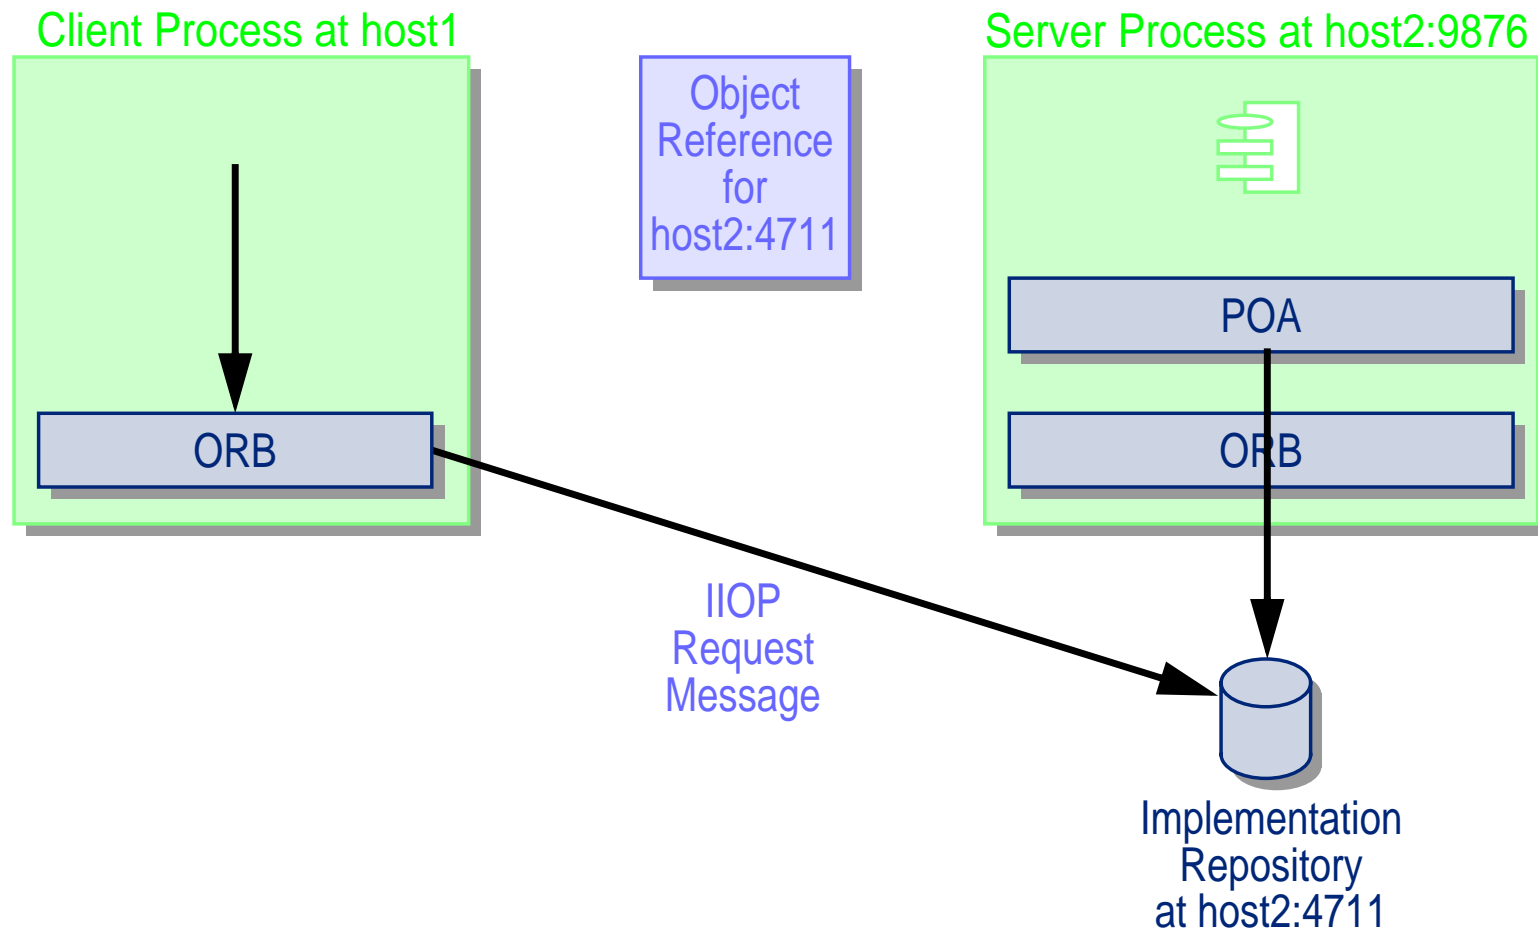 Client Process at host1
Server Process at host2:9876
Object
Reference
for
host2:4711
POA
ORB
ORB
IIOP
Request
Message
Implementation
Repository
at host2:4711